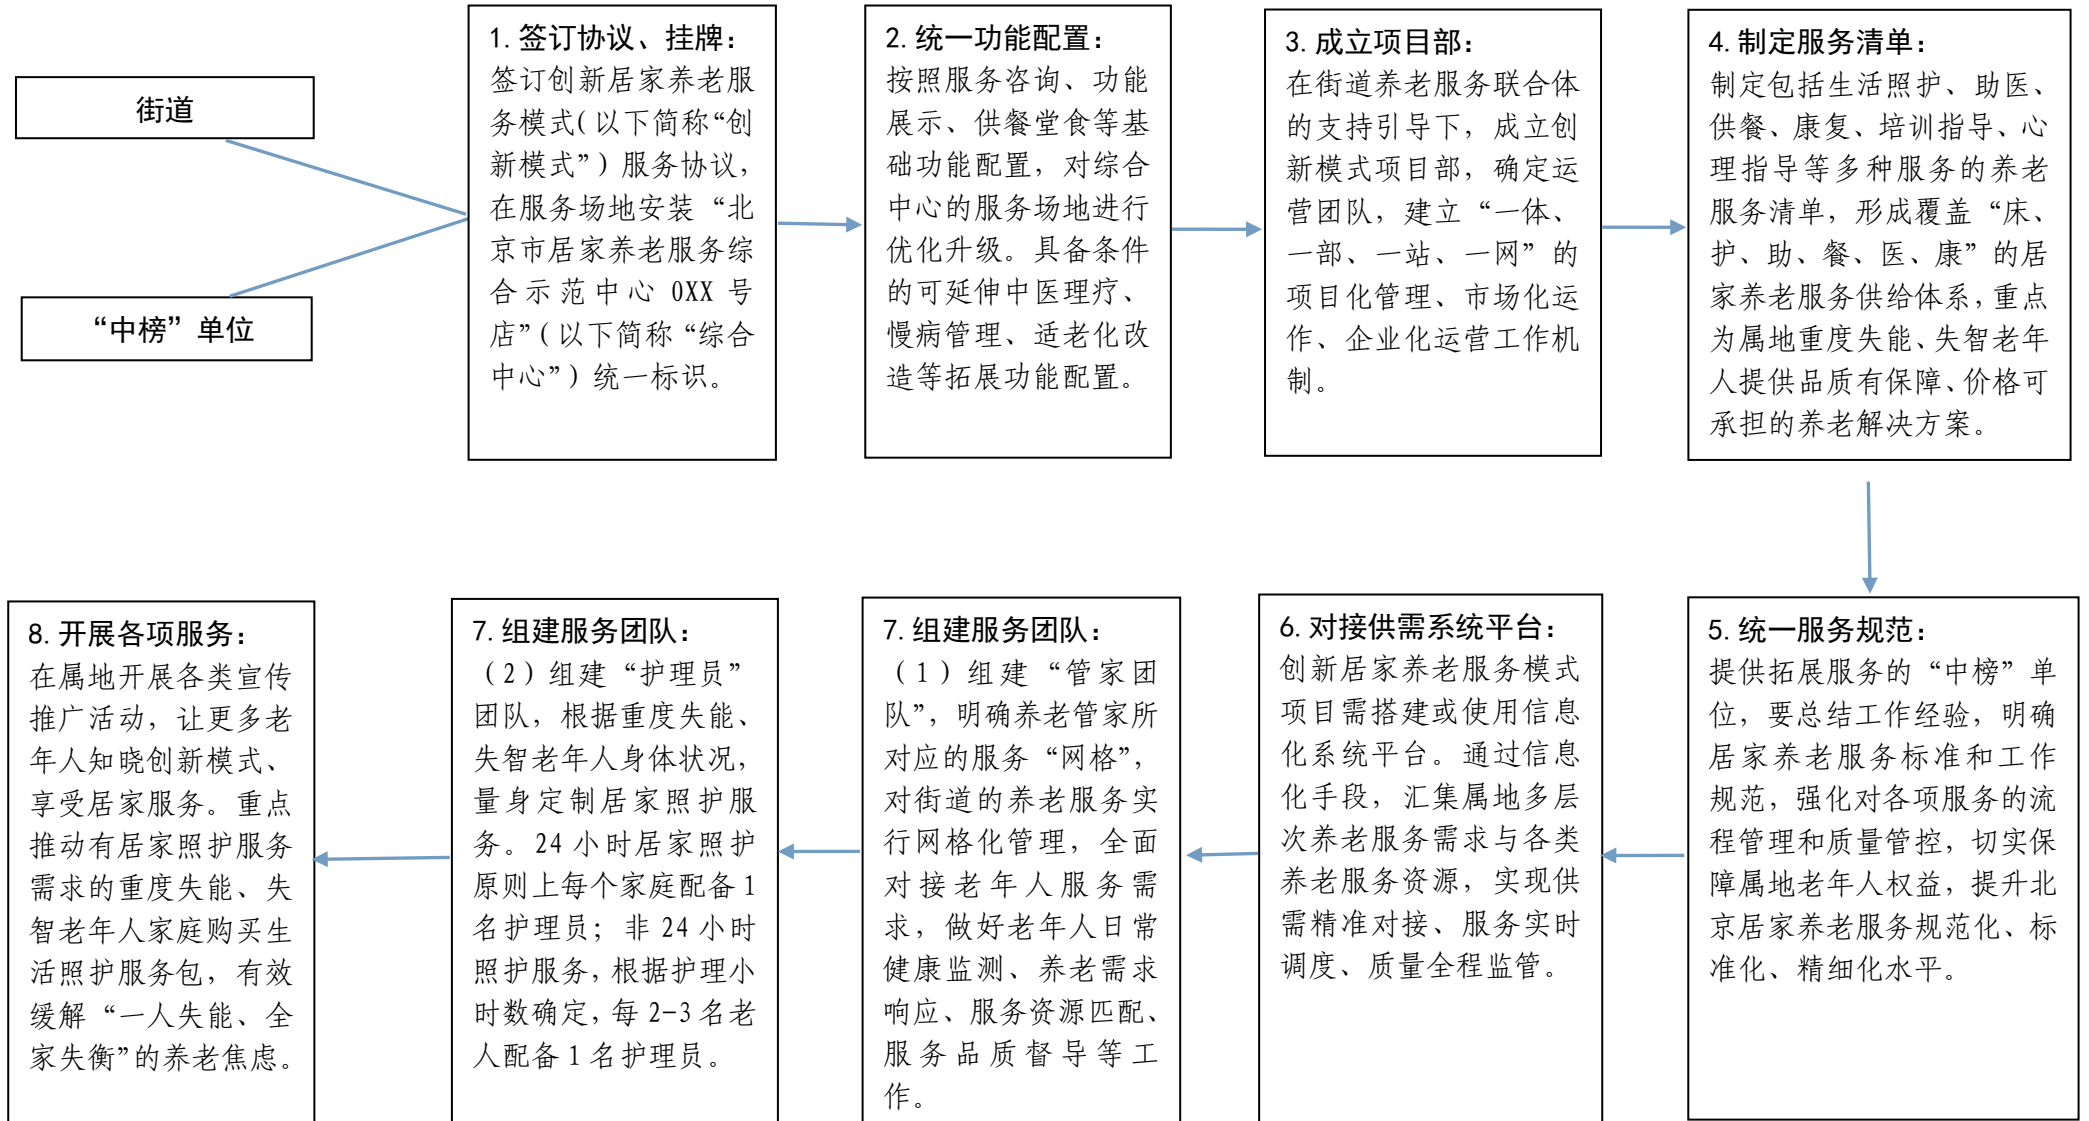 街道
“中榜”单位
1.签订协议、挂牌：
签订创新居家养老服
务模式(以下简称“创
新模式”)服务协议，
在服务场地安装“北
京市居家养老服务综
合示范中心 0XX 号
店”(以下简称“综合
中心”)统一标识。
2.统一功能配置：
按照服务咨询、功能
展示、供餐堂食等基
础功能配置，对综合
中心的服务场地进行
优化升级。具备条件
的可延伸中医理疗、
慢病管理、适老化改
造等拓展功能配置。
3.成立项目部：
在街道养老服务联合体
的支持引导下，成立创
新模式项目部，确定运
营团队，建立“一体、
一部、一站、一网”的
项目化管理、市场化运
作、企业化运营工作机
制。
4.制定服务清单：
制定包括生活照护、助医、
供餐、康复、培训指导、心
理指导等多种服务的养老
服务清单，形成覆盖“床、
护、助、餐、医、康”的居
家养老服务供给体系，重点
为属地重度失能、失智老年
人提供品质有保障、价格可
承担的养老解决方案。
5.统一服务规范：
提供拓展服务的“中榜”单
位，要总结工作经验，明确
居家养老服务标准和工作
规范，强化对各项服务的流
程管理和质量管控，切实保
障属地老年人权益，提升北
京居家养老服务规范化、标
准化、精细化水平。
6.对接供需系统平台：
创新居家养老服务模式
项目需搭建或使用信息
化系统平台。通过信息
化手段，汇集属地多层
次养老服务需求与各类
养老服务资源，实现供
需精准对接、服务实时
调度、质量全程监管。
7.组建服务团队：
（1）组建“管家团
队”，明确养老管家所
对应的服务“网格”，
对街道的养老服务实
行网格化管理，全面
对接老年人服务需
求，做好老年人日常
健康监测、养老需求
响应、服务资源匹配、
服务品质督导等工
作。
7.组建服务团队：
（2）组建“护理员”
团队，根据重度失能、
失智老年人身体状况，
量身定制居家照护服
务。24 小时居家照护
原则上每个家庭配备 1
名护理员；非 24 小时
照护服务，根据护理小
时数确定，每 2-3 名老
人配备 1 名护理员。
8.开展各项服务：
在属地开展各类宣传
推广活动，让更多老
年人知晓创新模式、
享受居家服务。重点
推动有居家照护服务
需求的重度失能、失
智老年人家庭购买生
活照护服务包，有效
缓解“一人失能、全
家失衡”的养老焦虑。